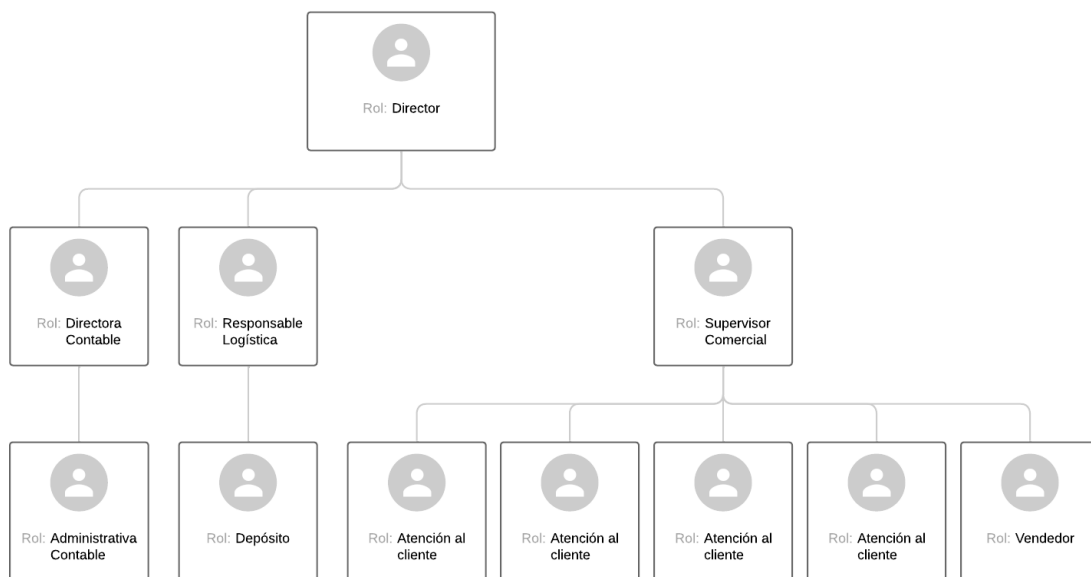 Rol: Director
Rol: Directora
Contable
Rol: Responsable
Logística
Rol: Supervisor
Comercial
Rol: Administrativa
Contable
Rol: Depósito
Rol: Atención al
cliente
Rol: Atención al
cliente
Rol: Atención al
cliente
Rol: Atención al
cliente
Rol: Vendedor